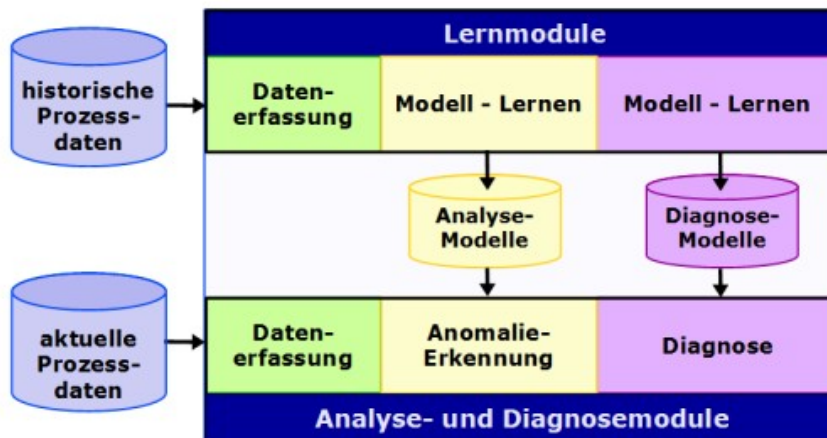 Lernmodule
historische
Prozess-
daten
Daten-
erfassung
Modell - Lernen
Modell - Lernen
Analyse-
Modelle
Diagnose-
Modelle
aktuelle
Prozess-
daten
Daten-
erfassung
Anomalie-
Erkennung
Diagnose
Analyse- und Diagnosemodule